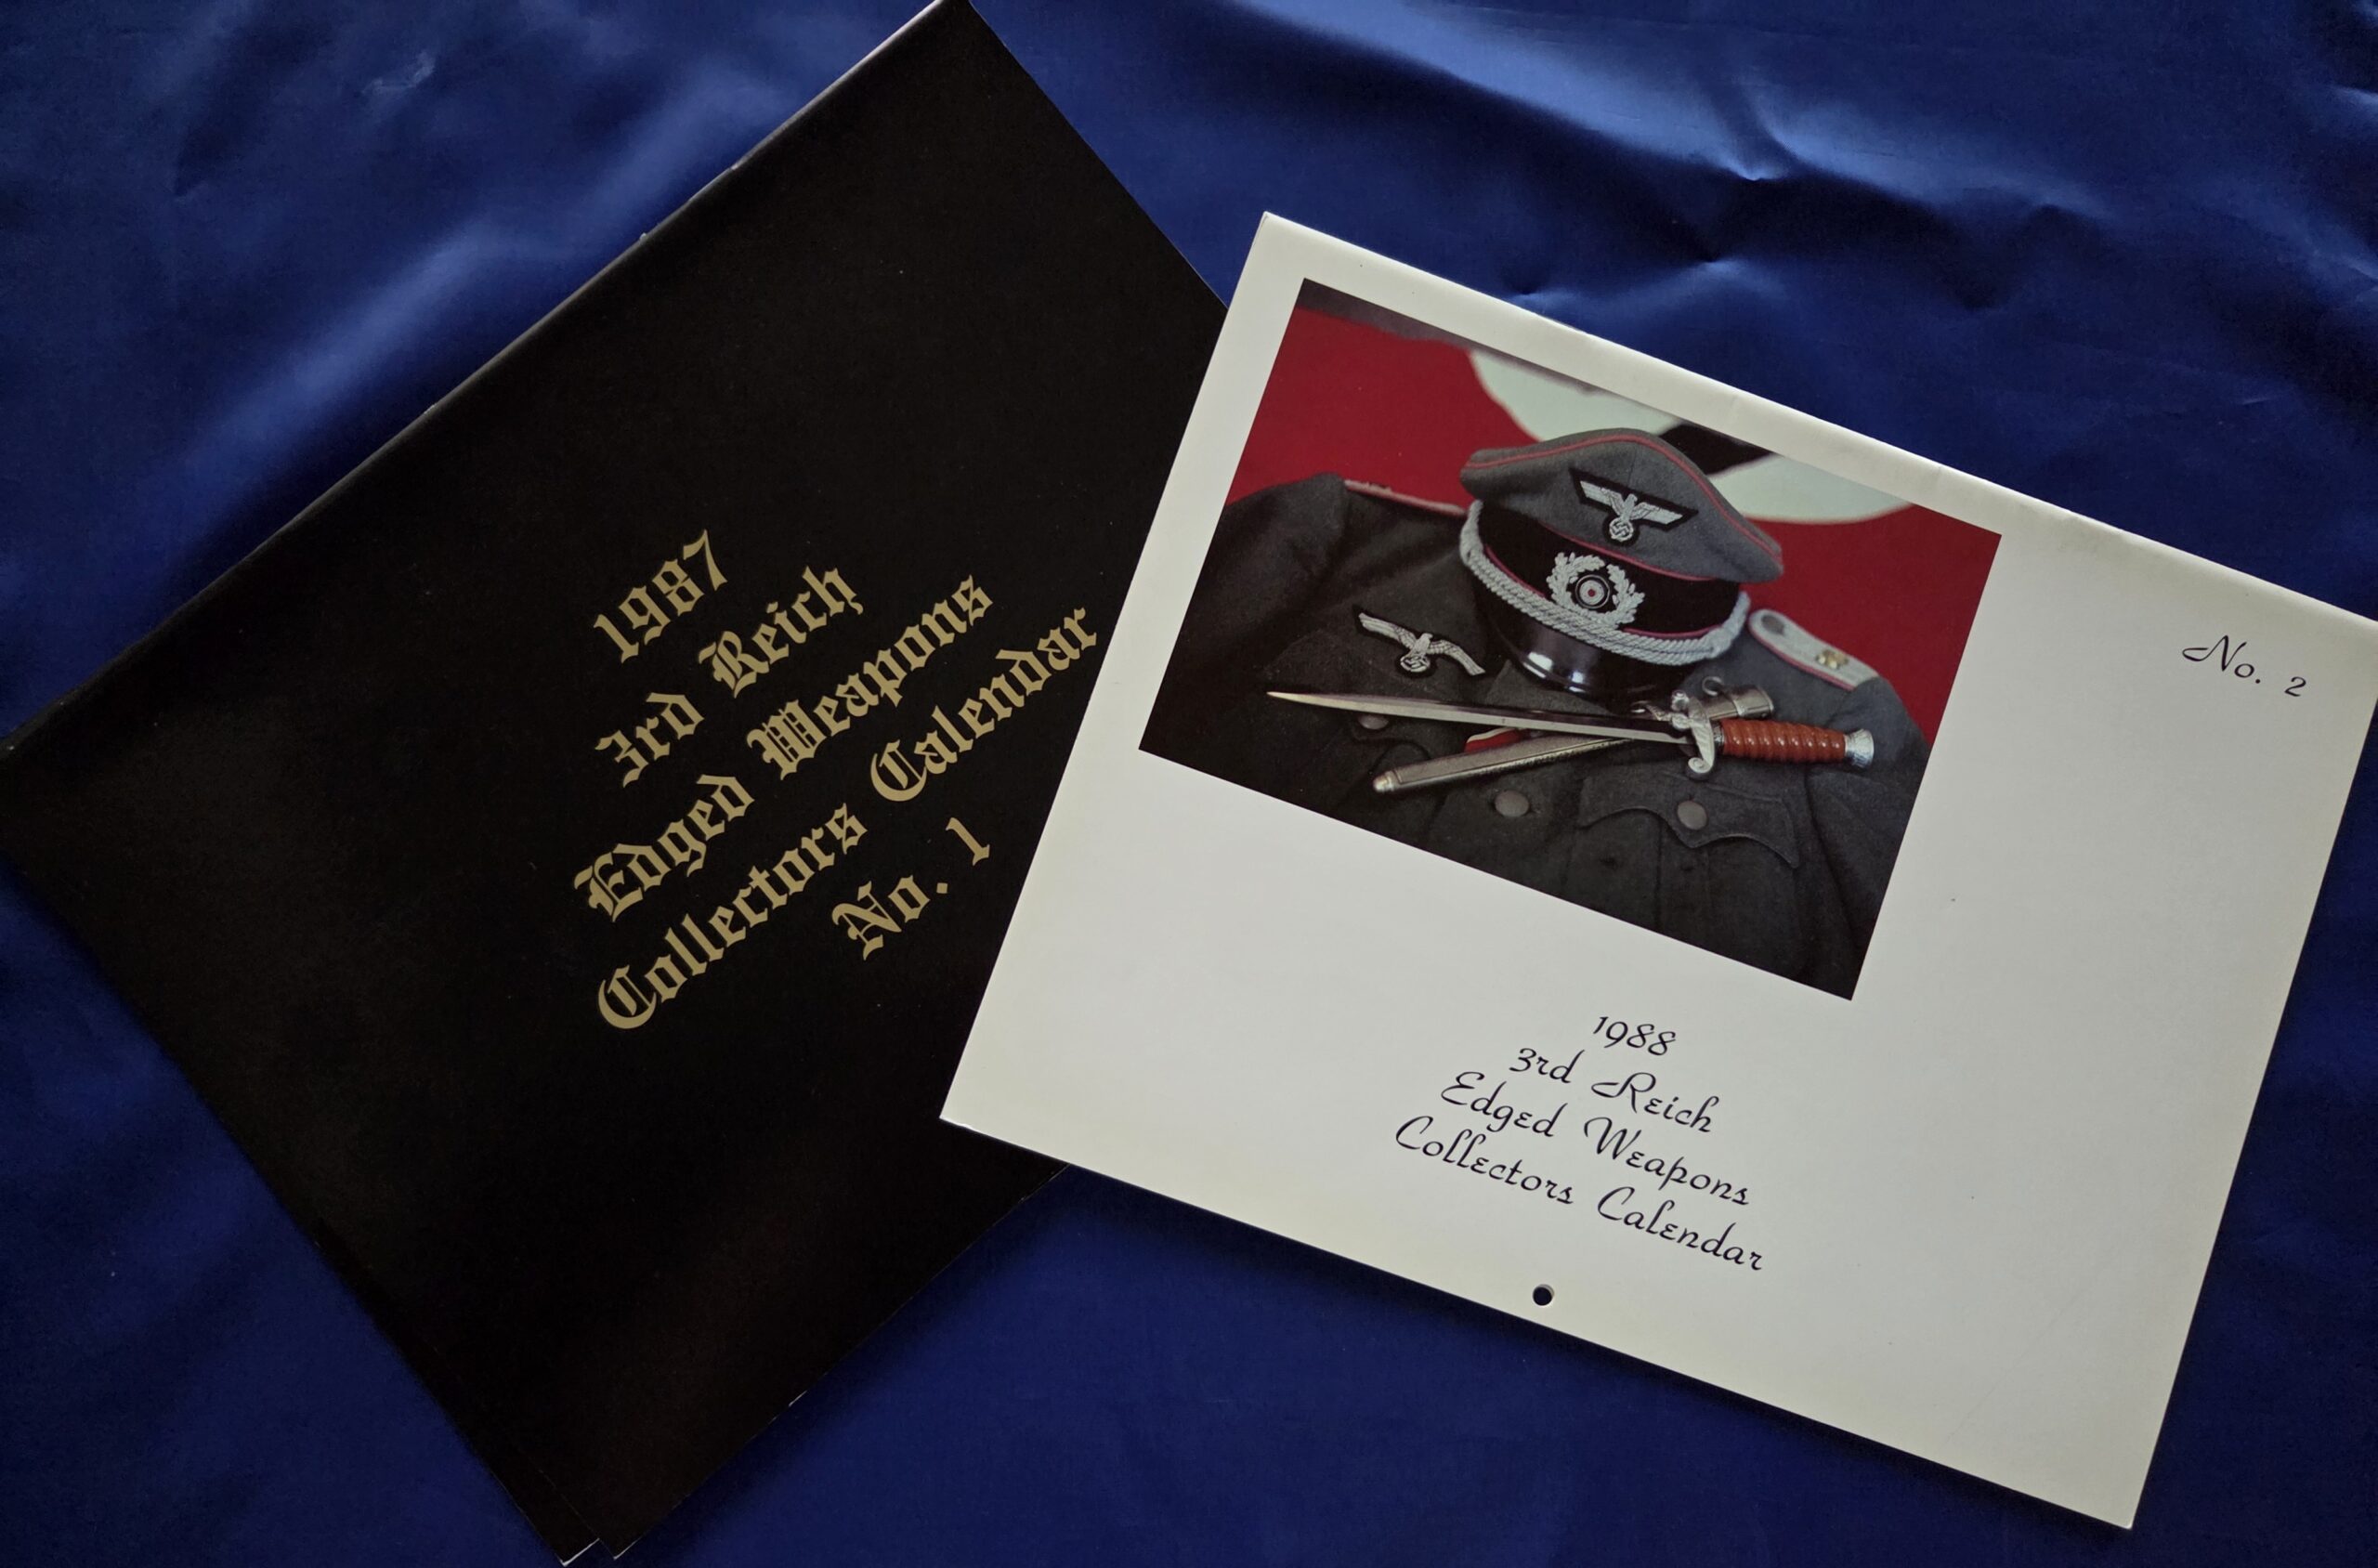 1987
3rd Reich
Edged Weapons
Collectors Calendar
No. 1
No. 2
1988
3rd Reich
Edged Weapons
Collectors Calendar